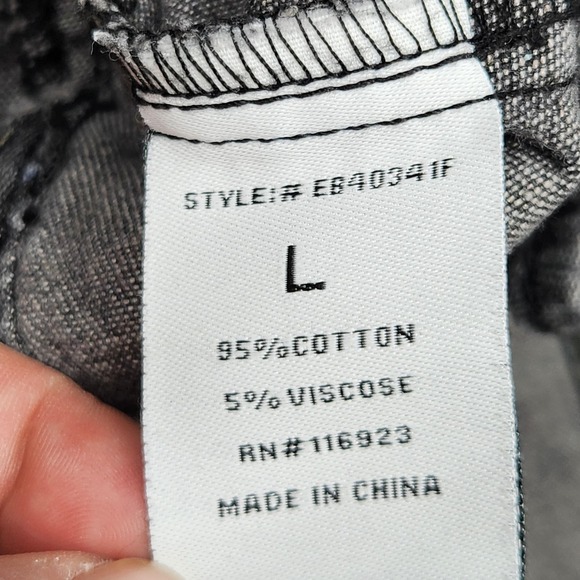 STYLE:# EB40341F
L
95%COTTON
5% VISCOSE
RN#116923
MADE IN CHINA